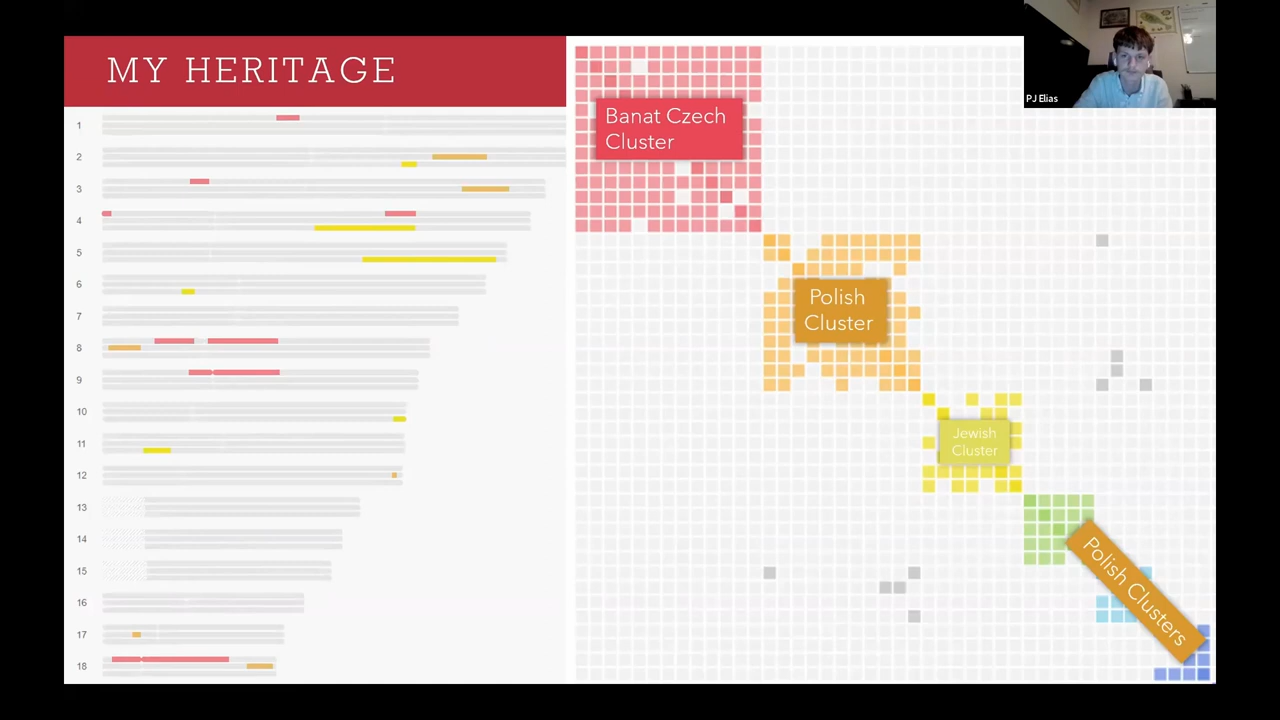 MY HERITAGE
PJ Elias
1
2
3
4
5
6
7
8
9
10
11
12
13
14
15
16
17
18
Banat Czech
Cluster
Polish
Cluster
Jewish
Cluster
Polish Clusters